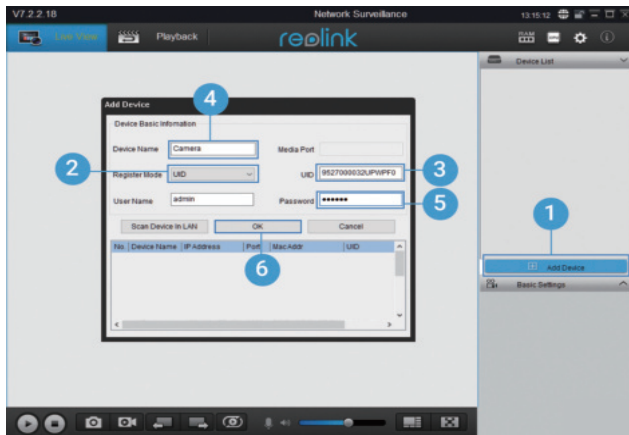 V7.2.2.18 Network Surveillance 13:15:12
Live View Playback reolink
Device List
Add Device
Device Basic Infomation
4
Device Name Camera Media Port
2 Register Mode UID UID 9527000032UPWPF0 3
User Name admin Password ●●●●●● 5
1
Scan Device In LAN OK Cancel
No. Device Name IP Address Port Mac Addr UID
6
Add Device
Basic Settings